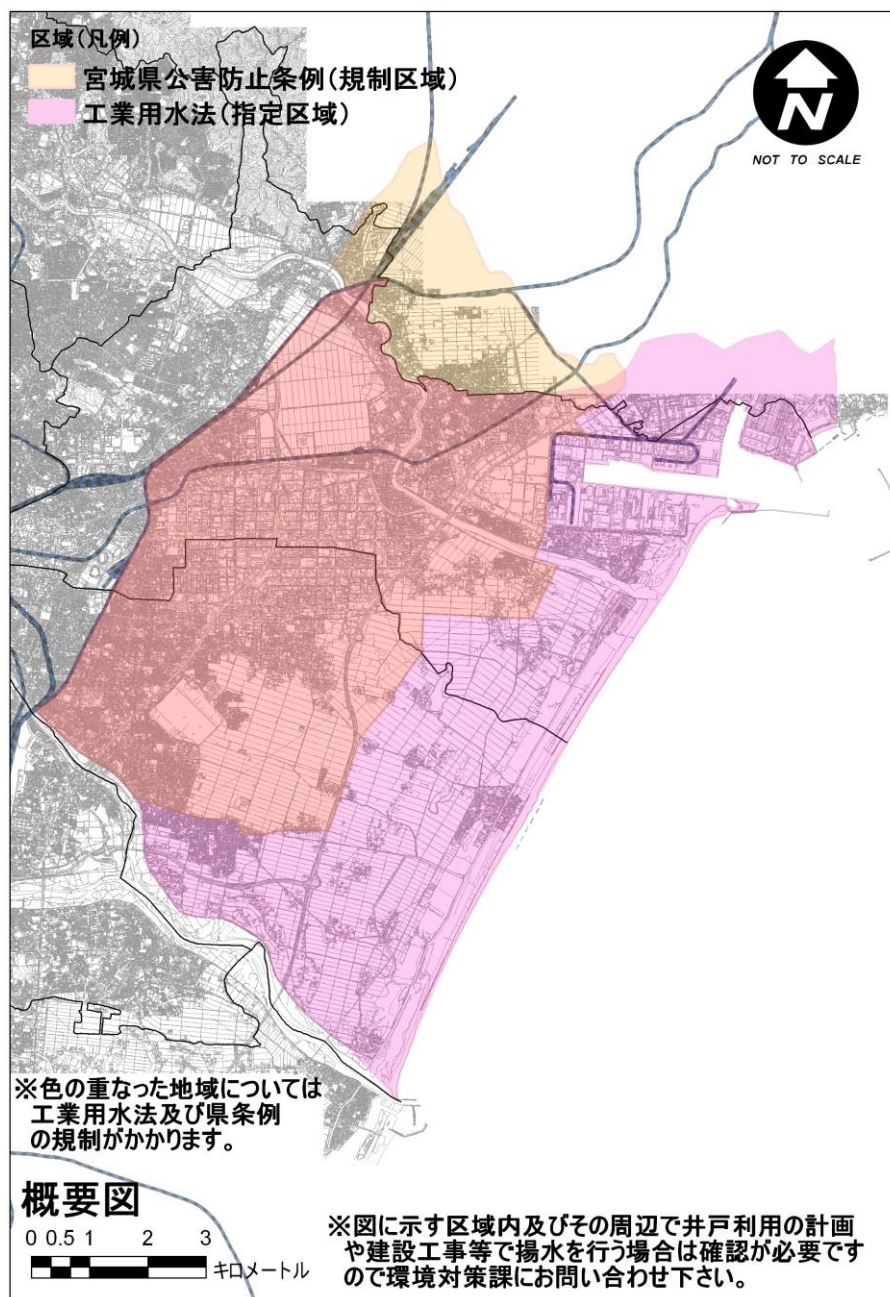 区域(凡例)
宮城県公害防止条例(規制区域)
工業用水法(指定区域)
N
NOT TO SCALE
※色の重なった地域については
工業用水法及び県条例
の規制がかかります。
概要図
0 0.5 1 2 3
キロメートル
※図に示す区域内及びその周辺で井戸利用の計画
や建設工事等で揚水を行う場合は確認が必要です
ので環境対策課にお問い合わせ下さい。